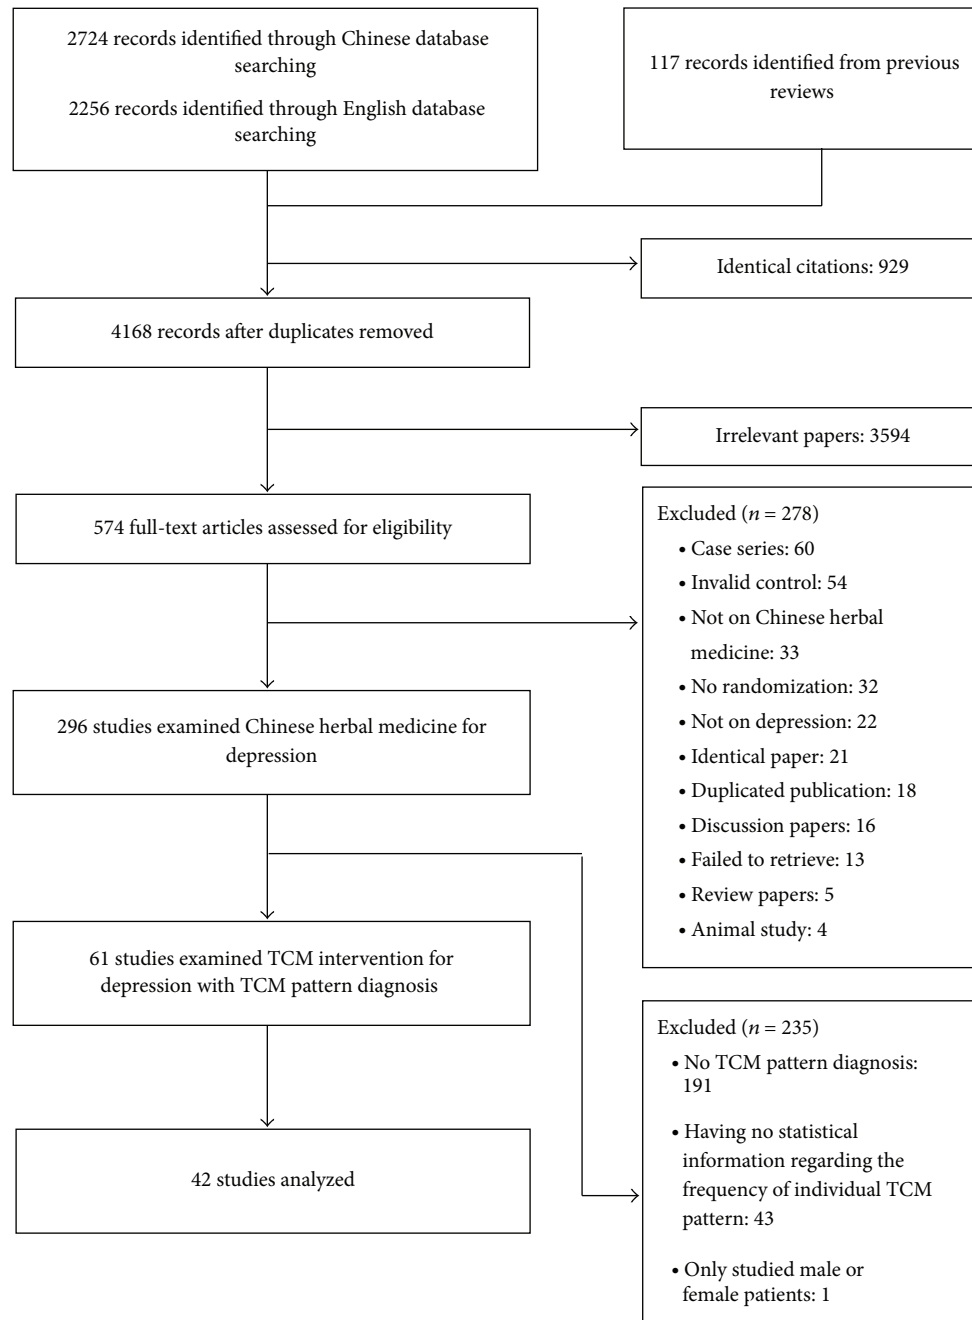 2724 records identified through Chinese database
searching
2256 records identified through English database
searching
117 records identified from previous
reviews
Identical citations: 929
4168 records after duplicates removed
Irrelevant papers: 3594
574 full-text articles assessed for eligibility
Excluded (n = 278)
• Case series: 60
• Invalid control: 54
• Not on Chinese herbal
medicine: 33
• No randomization: 32
• Not on depression: 22
• Identical paper: 21
• Duplicated publication: 18
• Discussion papers: 16
• Failed to retrieve: 13
• Review papers: 5
• Animal study: 4
296 studies examined Chinese herbal medicine for
depression
61 studies examined TCM intervention for
depression with TCM pattern diagnosis
Excluded (n = 235)
• No TCM pattern diagnosis:
191
• Having no statistical
information regarding the
frequency of individual TCM
pattern: 43
• Only studied male or
female patients: 1
42 studies analyzed